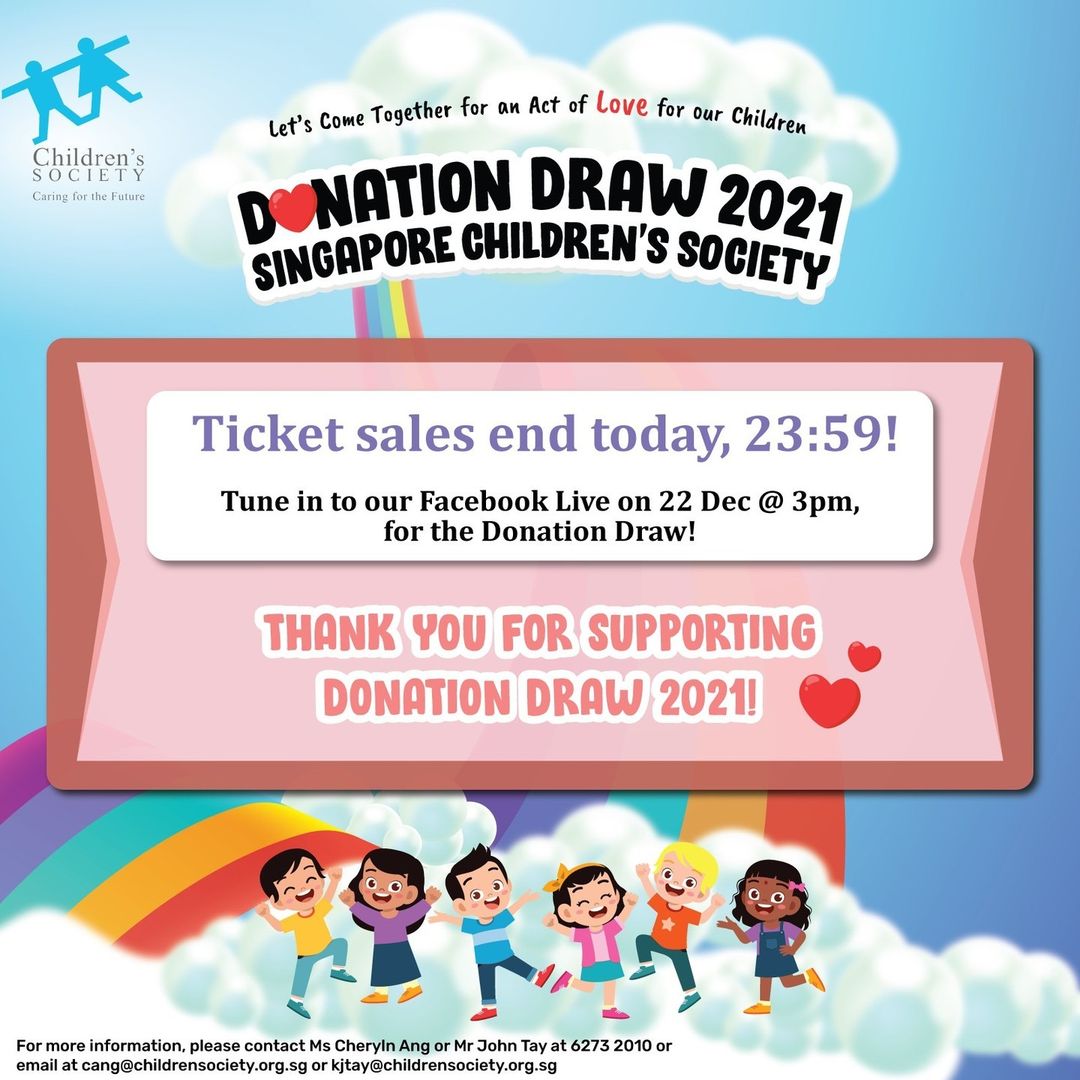 Children's
SOCIETY
Caring for the Future
Let's Come Together for an Act of Love for our Children
DONATION DRAW 2021
SINGAPORE CHILDREN'S SOCIETY
Ticket sales end today, 23:59!
Tune in to our Facebook Live on 22 Dec @ 3pm,
for the Donation Draw!
THANK YOU FOR SUPPORTING
DONATION DRAW 2021!
For more information, please contact Ms Cheryln Ang or Mr John Tay at 6273 2010 or
email at cang@childrensociety.org.sg or kjtay@childrensociety.org.sg